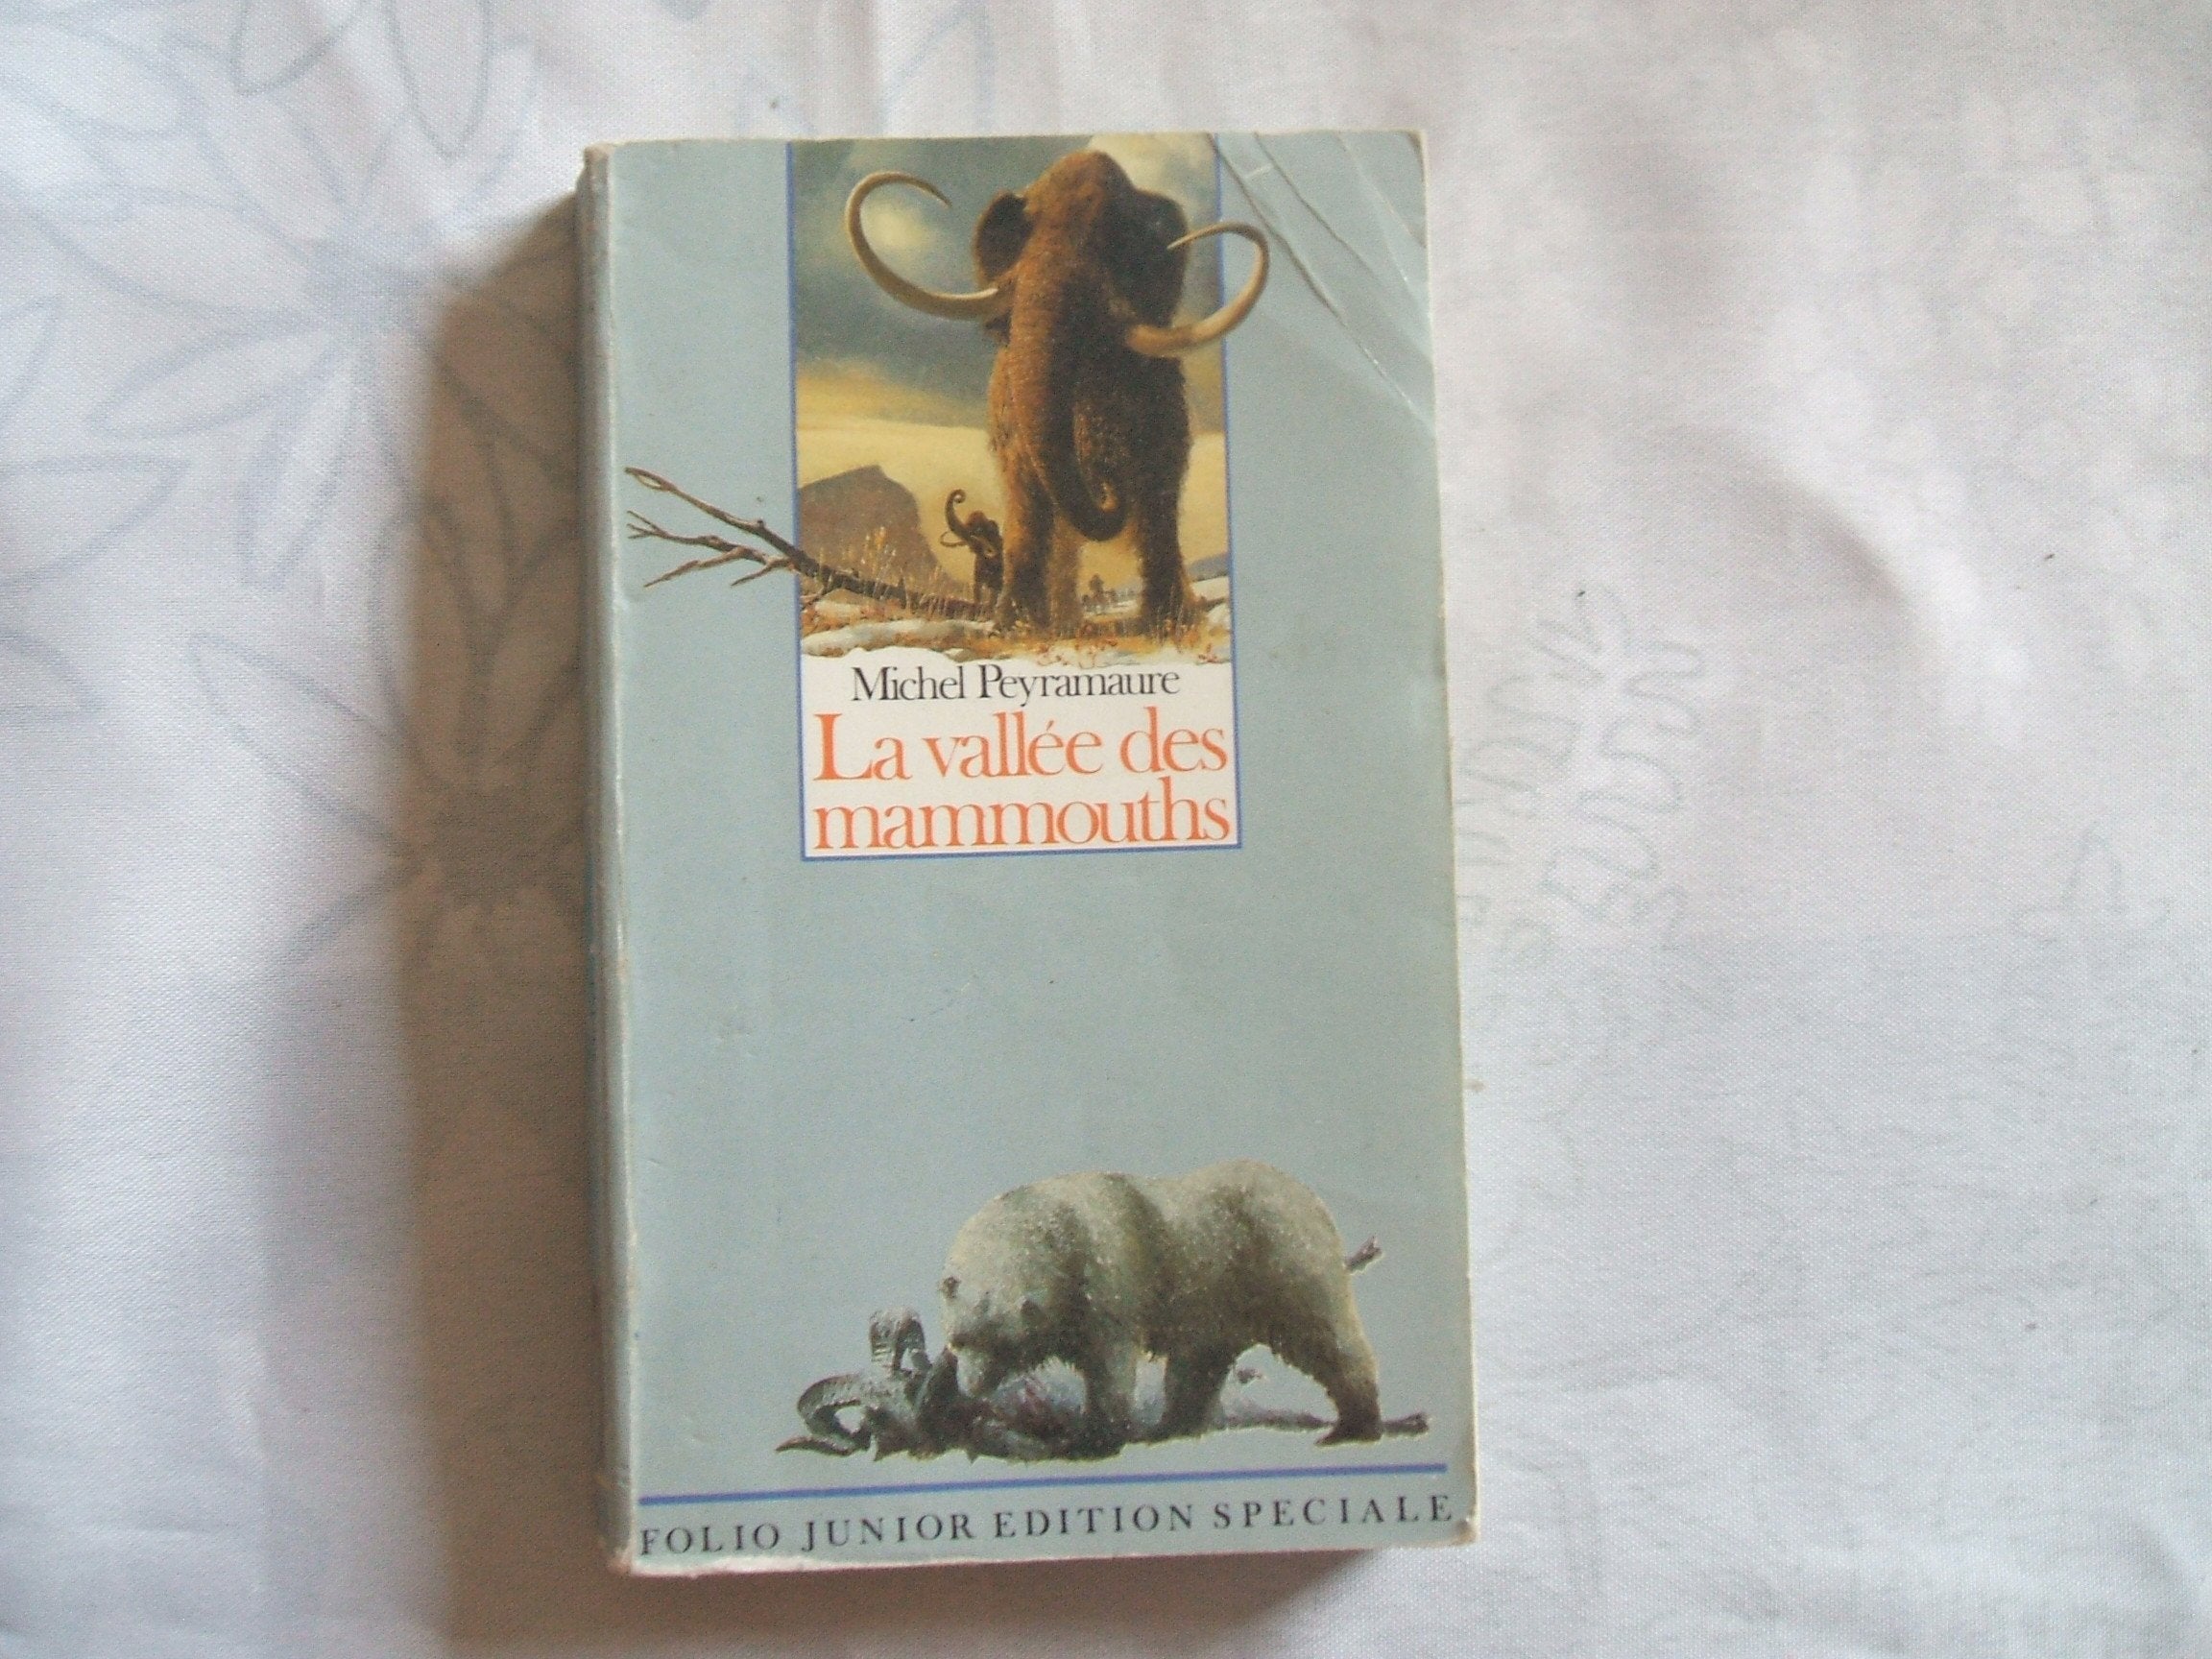 Michel Peyramaure
La vallée des
mammouths
FOLIO JUNIOR EDITION SPECIALE